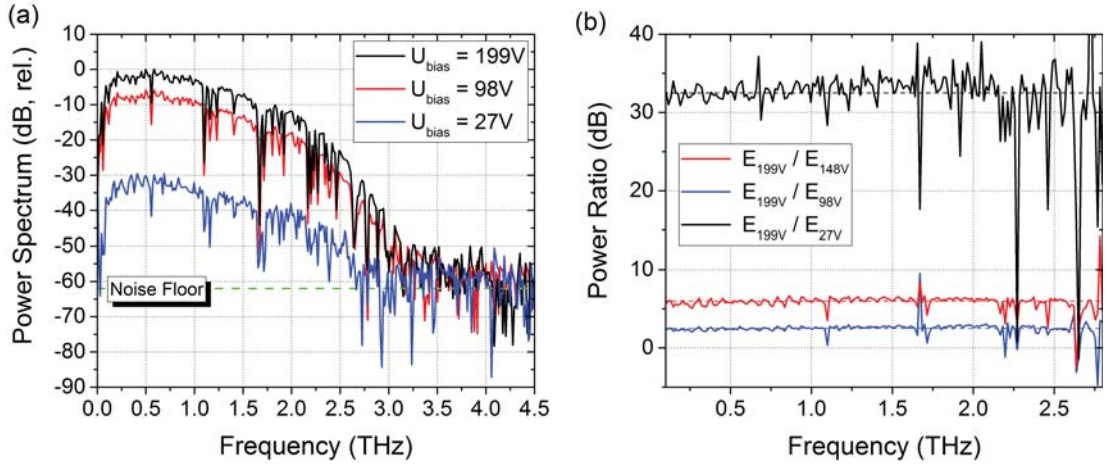 (a)
Power Spectrum (dB, rel.)
10
0
-10
-20
-30
-40
-50
-60
-70
-80
-90
U_bias = 199V
U_bias = 98V
U_bias = 27V
Noise Floor
0.0 0.5 1.0 1.5 2.0 2.5 3.0 3.5 4.0 4.5
Frequency (THz)
(b)
Power Ratio (dB)
40
30
20
10
0
E_199V / E_148V
E_199V / E_98V
E_199V / E_27V
0.5 1.0 1.5 2.0 2.5
Frequency (THz)